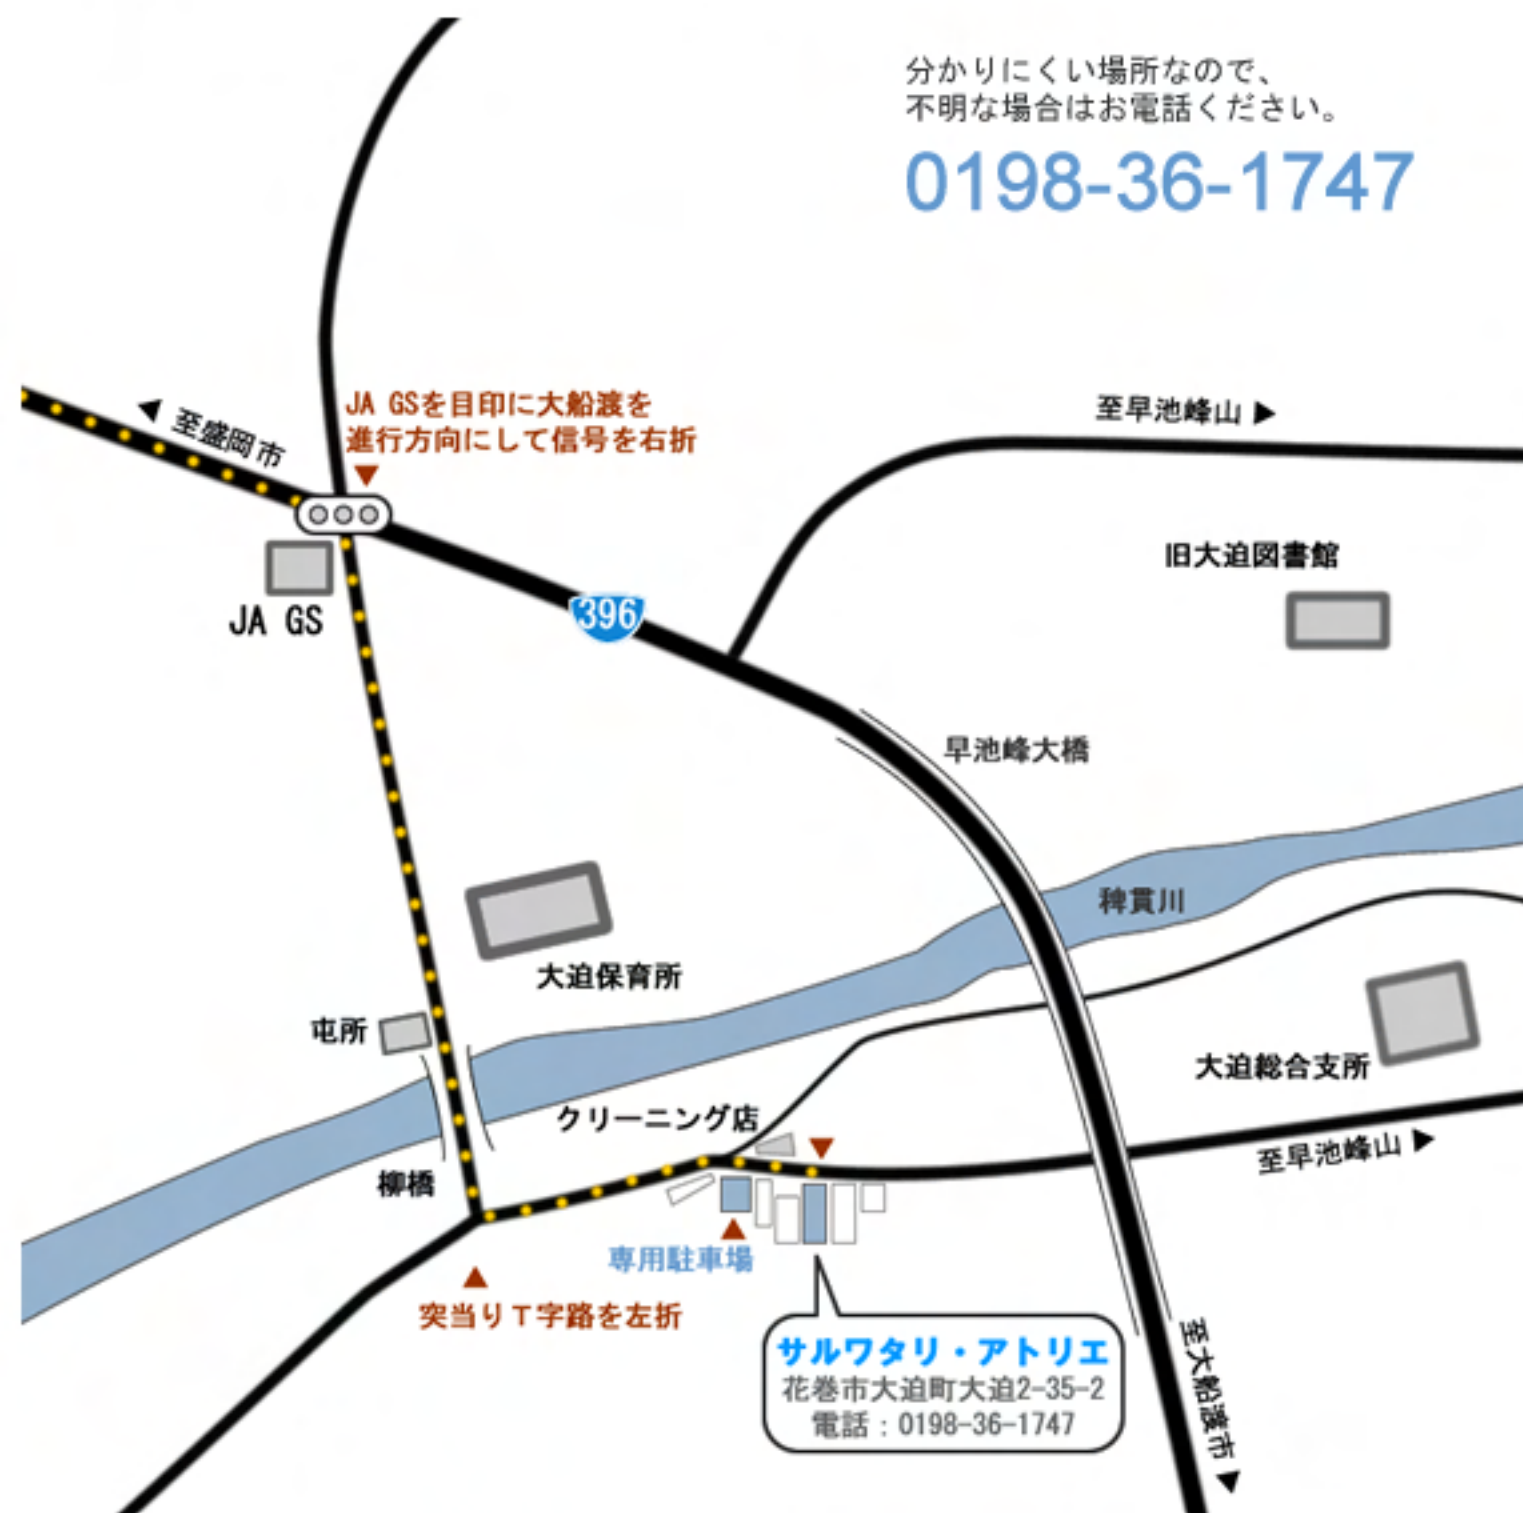 分かりにくい場所なので、
不明な場合はお電話ください。
0198-36-1747
JA GSを目印に大船渡を
進行方向にして信号を右折
至盛岡市
至早池峰山
旧大迫図書館
JA GS
396
早池峰大橋
稗貫川
大迫保育所
屯所
大迫総合支所
クリーニング店
至早池峰山
柳橋
専用駐車場
突当りT字路を左折
サルワタリ・アトリエ
花巻市大迫町大迫2-35-2
電話：0198-36-1747
至大船渡市